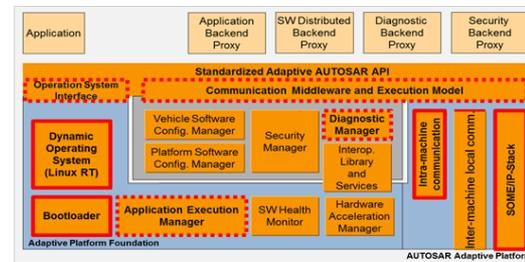 Application
Application
Backend
Proxy
SW Distributed
Backend
Proxy
Diagnostic
Backend
Proxy
Security
Backend
Proxy
Standardized Adaptive AUTOSAR API
Operation System
Interface
Communication Middleware and Execution Model
Vehicle Software
Config. Manager
Platform Software
Config. Manager
Security
Manager
Diagnostic
Manager
Interop.
Library
and
Services
Dynamic
Operating
System
(Linux RT)
Intra-machine
communication
Inter-machine local comm.
SOME/IP-Stack
Bootloader
Application Execution
Manager
SW Health
Monitor
Hardware
Acceleration
Manager
Adaptive Platform Foundation
AUTOSAR Adaptive Platfor